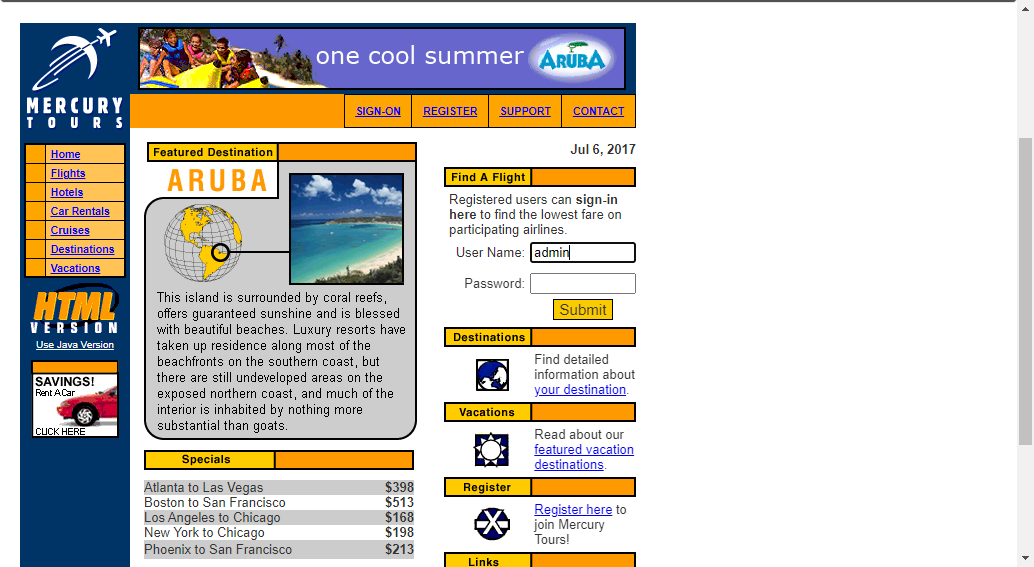 one cool summer ARUBA
MERCURY
TOURS
SIGN-ON REGISTER SUPPORT CONTACT
Home
Flights
Hotels
Car Rentals
Cruises
Destinations
Vacations
HTML
VERSION
Use Java Version
SAVINGS!
Rent A Car
CLICK HERE
Featured Destination
ARUBA
This island is surrounded by coral reefs,
offers guaranteed sunshine and is blessed
with beautiful beaches. Luxury resorts have
taken up residence along most of the
beachfronts on the southern coast, but
there are still undeveloped areas on the
exposed northern coast, and much of the
interior is inhabited by nothing more
substantial than goats.
Specials
Atlanta to Las Vegas $398
Boston to San Francisco $513
Los Angeles to Chicago $168
New York to Chicago $198
Phoenix to San Francisco $213
Jul 6, 2017
Find A Flight
Registered users can sign-in
here to find the lowest fare on
participating airlines.
User Name: admin
Password:
Submit
Destinations
Find detailed
information about
your destination.
Vacations
Read about our
featured vacation
destinations.
Register
Register here to
join Mercury
Tours!
Links